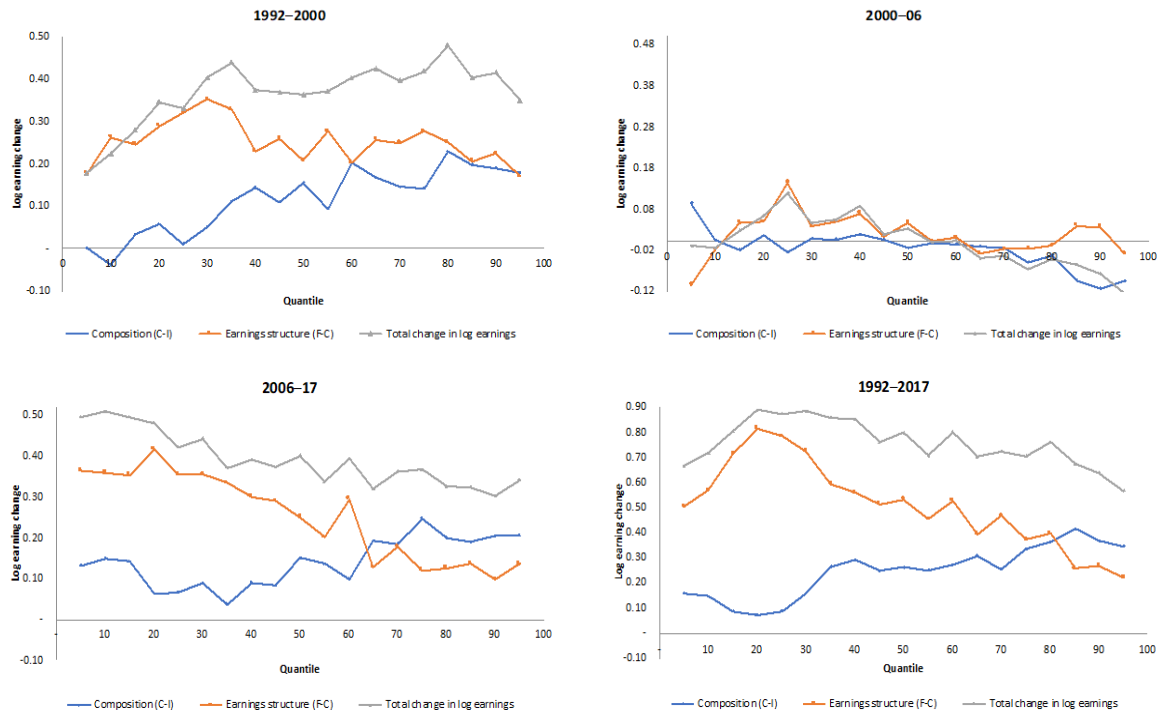 1992–2000
0.50
0.40
0.30
0.20
0.10
-
-0.10
Log earning change
0 10 20 30 40 50 60 70 80 90 100
Quantile
Composition (C-I) Earnings structure (F-C) Total change in log earnings
2000–06
0.48
0.38
0.28
0.18
0.08
-0.02
-0.12
Log earning change
0 10 20 30 40 50 60 70 80 90 100
Quantile
Composition (C-I) Earnings structure (F-C) Total change in log earnings
2006–17
0.50
0.40
0.30
0.20
0.10
-
-0.10
Log earning change
- 10 20 30 40 50 60 70 80 90 100
Quantile
Composition (C-I) Earnings structure (F-C) Total change in log earnings
1992–2017
0.90
0.80
0.70
0.60
0.50
0.40
0.30
0.20
0.10
-
-0.10
Log earning change
- 10 20 30 40 50 60 70 80 90 100
Quantile
Composition (C-I) Earnings structure (F-C) Total change in log earnings